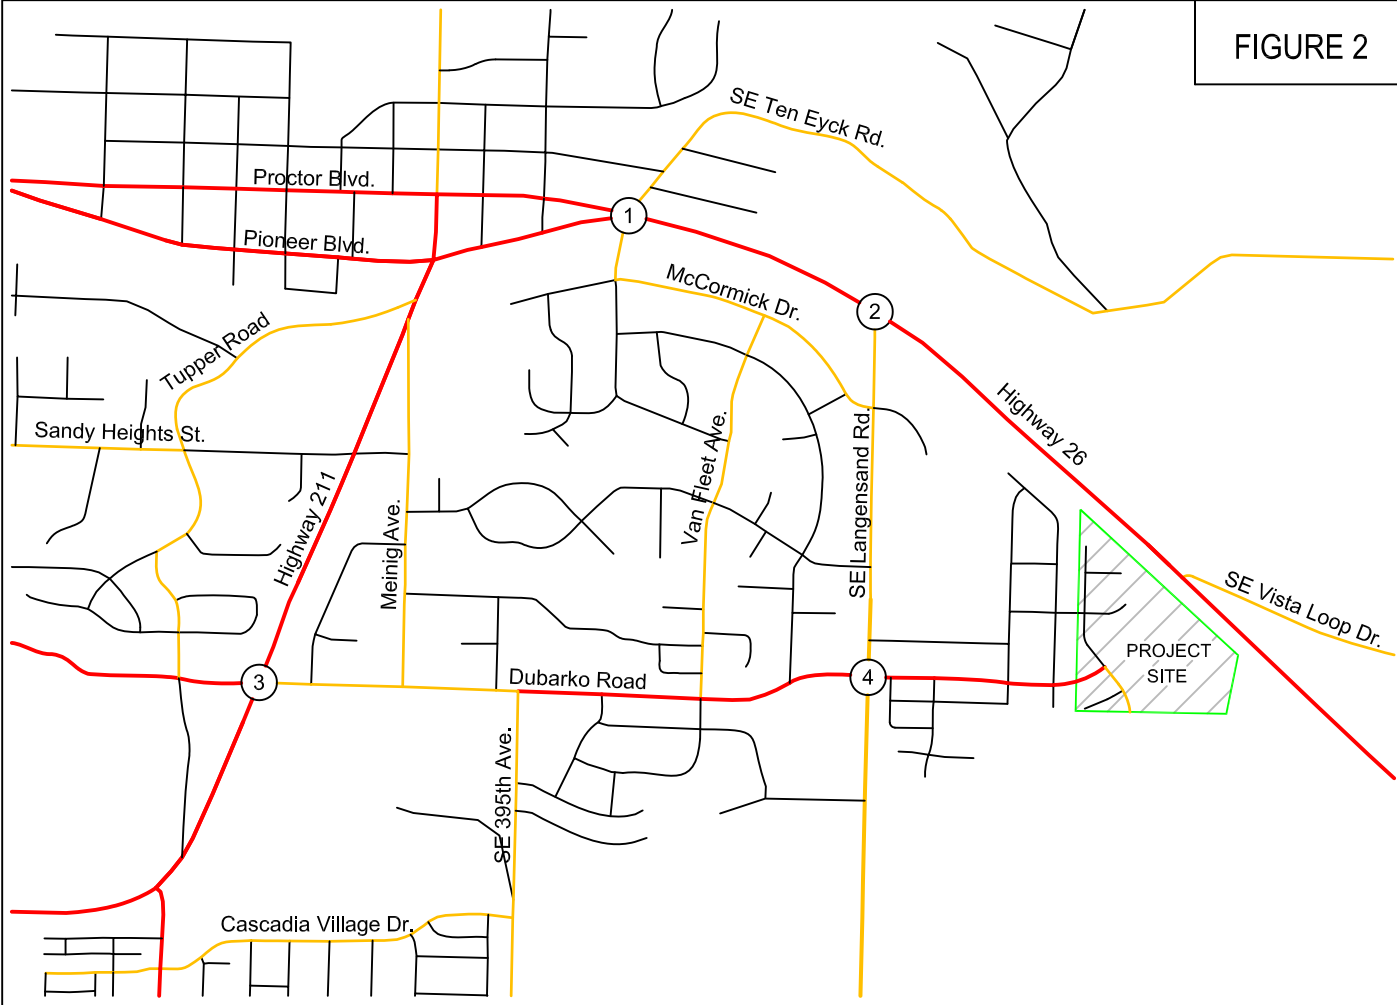 FIGURE 2
SE Ten Eyck Rd.
Proctor Blvd.
1
Pioneer Blvd.
McCormick Dr.
2
Tupper Road
Highway 26
Sandy Heights St.
Van Fleet Ave.
SE Langensand Rd.
Highway 211
Meinig Ave.
SE Vista Loop Dr.
PROJECT
SITE
3
Dubarko Road
4
SE 395th Ave.
Cascadia Village Dr.